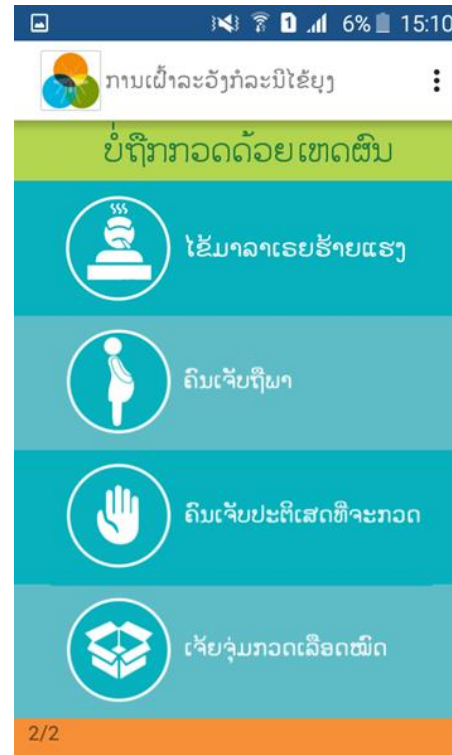 1 6% 15:10
ການເຝົ້າລະວັງກໍລະນີໄຂ້ຍຸງ
ບໍ່ຖືກກວດດ້ວຍເຫດຜົນ
ໄຂ້ມາລາເຣຍຮ້າຍແຮງ
ຄົນເຈັບຖືພາ
ຄົນເຈັບປະຕິເສດທີ່ຈະກວດ
ເຈ້ຍຈຸ່ມກວດເລືອດໝົດ
2/2